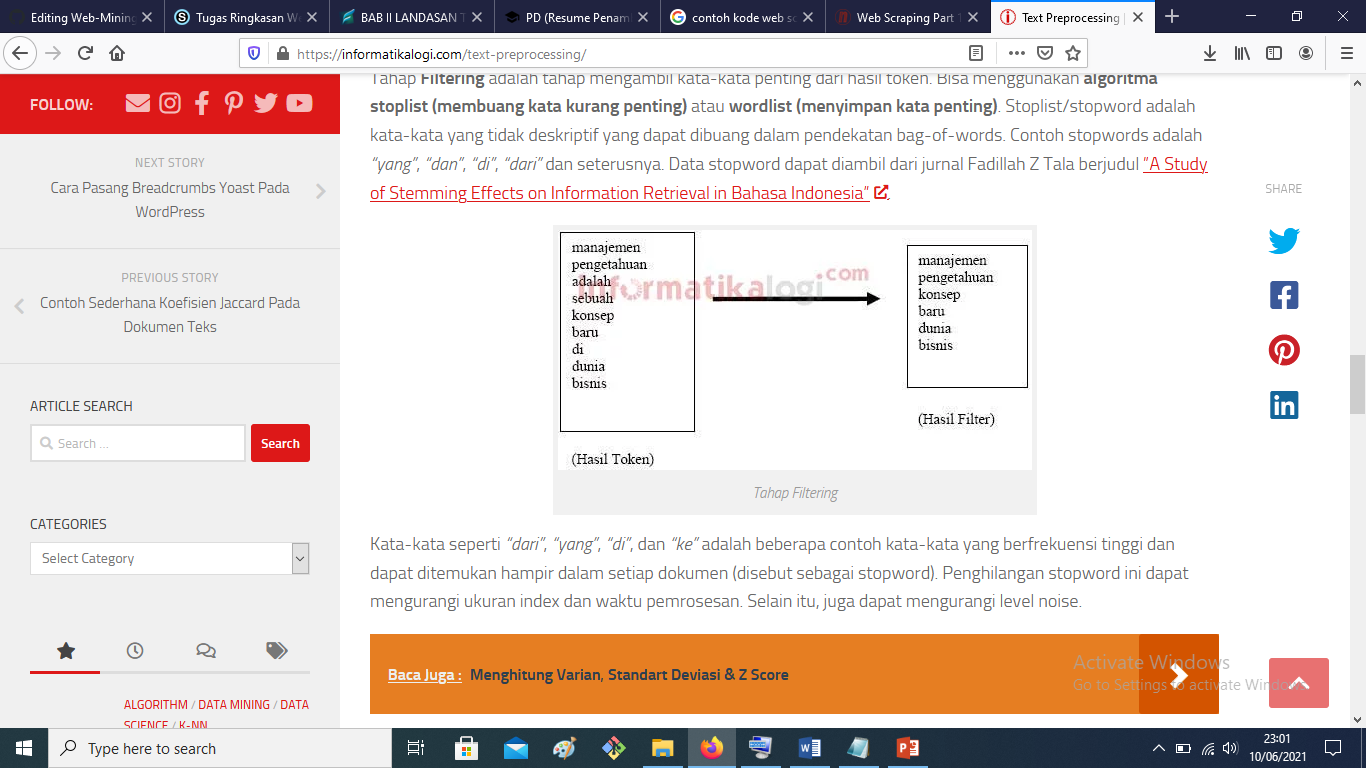 Editing Web-Mining
Tugas Ringkasan We
BAB II LANDASAN T
PD (Resume Penam
contoh kode web sc
Web Scraping Part 1
Text Preprocessing |
https://informatikalogi.com/text-preprocessing/
FOLLOW:
NEXT STORY
Cara Pasang Breadcrumbs Yoast Pada
WordPress
PREVIOUS STORY
Contoh Sederhana Koefisien Jaccard Pada
Dokumen Teks
ARTICLE SEARCH
Search ...
Search
CATEGORIES
Select Category
ALGORITHM / DATA MINING / DATA
SCIENCE / K-NN
Tahap Filtering adalah tahap mengambil kata-kata penting dari hasil token. Bisa menggunakan algoritma
stoplist (membuang kata kurang penting) atau wordlist (menyimpan kata penting). Stoplist/stopword adalah
kata-kata yang tidak deskriptif yang dapat dibuang dalam pendekatan bag-of-words. Contoh stopwords adalah
“yang”, “dan”, “di”, “dari” dan seterusnya. Data stopword dapat diambil dari jurnal Fadillah Z Tala berjudul ”A Study
of Stemming Effects on Information Retrieval in Bahasa Indonesia”
manajemen
pengetahuan
adalah
sebuah
konsep
baru
di
dunia
bisnis
(Hasil Token)
informatikalogi.com
manajemen
pengetahuan
konsep
baru
dunia
bisnis
(Hasil Filter)
Tahap Filtering
Kata-kata seperti “dari”, “yang”, “di”, dan “ke” adalah beberapa contoh kata-kata yang berfrekuensi tinggi dan
dapat ditemukan hampir dalam setiap dokumen (disebut sebagai stopword). Penghilangan stopword ini dapat
mengurangi ukuran index dan waktu pemrosesan. Selain itu, juga dapat mengurangi level noise.
Baca Juga : Menghitung Varian, Standart Deviasi & Z Score
SHARE
Activate Windows
Go to Settings to activate Windows.
Type here to search
23:01
10/06/2021